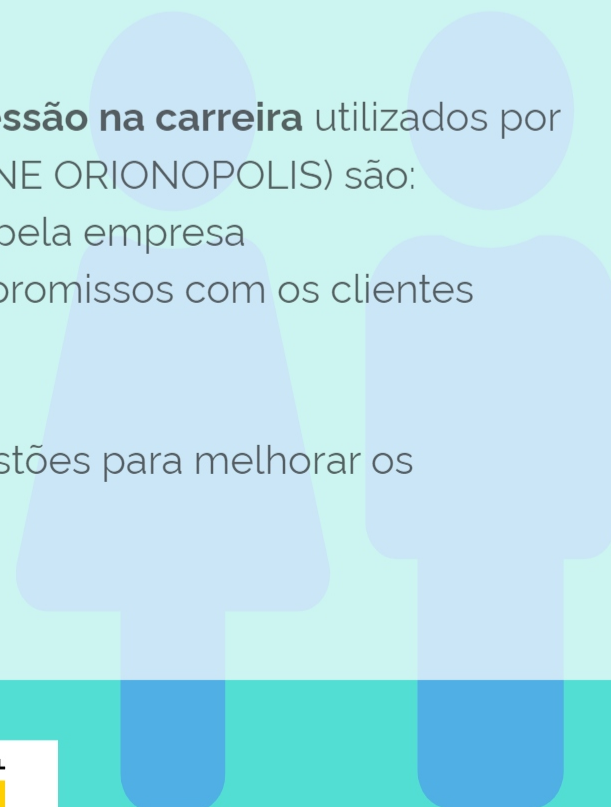 essão na carreira utilizados por
NE ORIONOPOLIS) são:
pela empresa
promissos com os clientes
stões para melhorar os